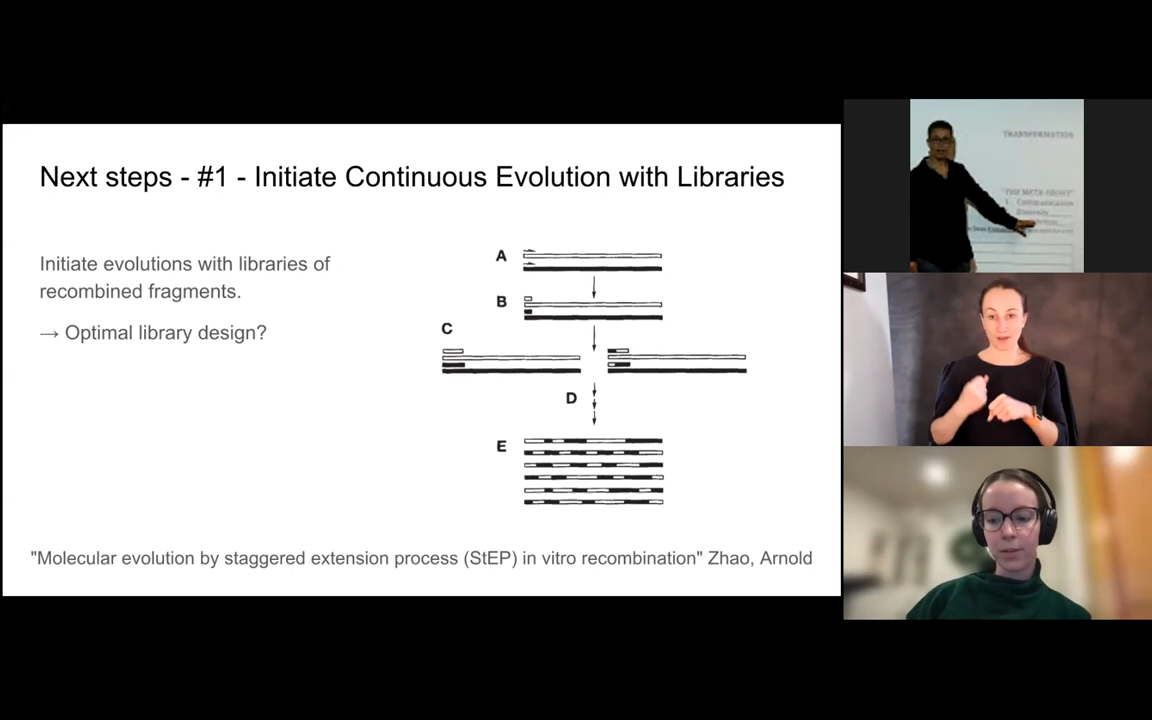 Next steps - #1 - Initiate Continuous Evolution with Libraries
Initiate evolutions with libraries of
recombined fragments.
→ Optimal library design?
A
B
C
D
E
"Molecular evolution by staggered extension process (StEP) in vitro recombination" Zhao, Arnold
TRANSFORMATION